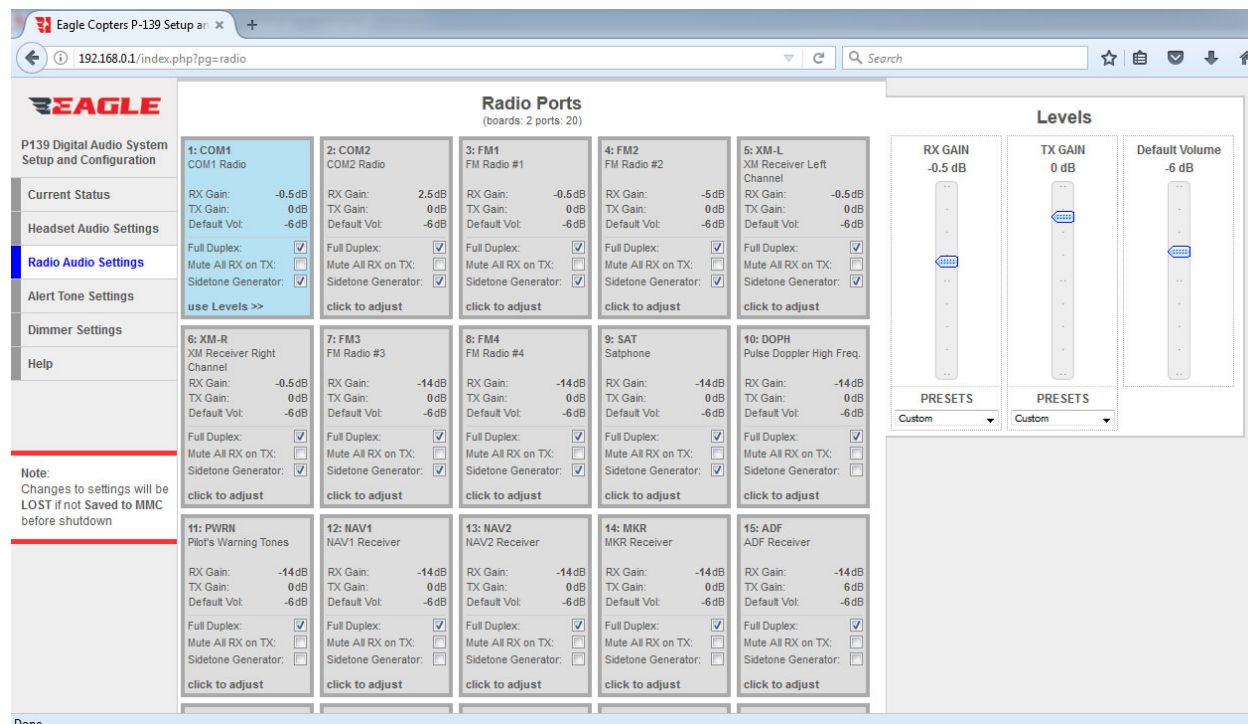 Eagle Copters P-139 Setup an
192.168.0.1/index.php?pg=radio
Search
EAGLE
P139 Digital Audio System
Setup and Configuration
Current Status
Headset Audio Settings
Radio Audio Settings
Alert Tone Settings
Dimmer Settings
Help
Note:
Changes to settings will be
LOST if not Saved to MMC
before shutdown
Radio Ports
(boards: 2 ports: 20)
1: COM1
COM1 Radio
RX Gain: -0.5dB
TX Gain: 0dB
Default Vol: -6dB
Full Duplex:
Mute All RX on TX:
Sidetone Generator:
use Levels >>
2: COM2
COM2 Radio
RX Gain: 2.5dB
TX Gain: 0dB
Default Vol: -6dB
Full Duplex:
Mute All RX on TX:
Sidetone Generator:
click to adjust
3: FM1
FM Radio #1
RX Gain: -0.5dB
TX Gain: 0dB
Default Vol: -6dB
Full Duplex:
Mute All RX on TX:
Sidetone Generator:
click to adjust
4: FM2
FM Radio #2
RX Gain: -5dB
TX Gain: 0dB
Default Vol: -6dB
Full Duplex:
Mute All RX on TX:
Sidetone Generator:
click to adjust
5: XM-L
XM Receiver Left
Channel
RX Gain: -0.5dB
TX Gain: 0dB
Default Vol: -6dB
Full Duplex:
Mute All RX on TX:
Sidetone Generator:
click to adjust
6: XM-R
XM Receiver Right
Channel
RX Gain: -0.5dB
TX Gain: 0dB
Default Vol: -6dB
Full Duplex:
Mute All RX on TX:
Sidetone Generator:
click to adjust
7: FM3
FM Radio #3
RX Gain: -14dB
TX Gain: 0dB
Default Vol: -6dB
Full Duplex:
Mute All RX on TX:
Sidetone Generator:
click to adjust
8: FM4
FM Radio #4
RX Gain: -14dB
TX Gain: 0dB
Default Vol: -6dB
Full Duplex:
Mute All RX on TX:
Sidetone Generator:
click to adjust
9: SAT
Satphone
RX Gain: -14dB
TX Gain: 0dB
Default Vol: -6dB
Full Duplex:
Mute All RX on TX:
Sidetone Generator:
click to adjust
10: DOPH
Pulse Doppler High Freq.
RX Gain: -14dB
TX Gain: 0dB
Default Vol: -6dB
Full Duplex:
Mute All RX on TX:
Sidetone Generator:
click to adjust
11: PWRN
Pilot's Warning Tones
RX Gain: -14dB
TX Gain: 0dB
Default Vol: -6dB
Full Duplex:
Mute All RX on TX:
Sidetone Generator:
click to adjust
12: NAV1
NAV1 Receiver
RX Gain: -14dB
TX Gain: 0dB
Default Vol: -6dB
Full Duplex:
Mute All RX on TX:
Sidetone Generator:
click to adjust
13: NAV2
NAV2 Receiver
RX Gain: -14dB
TX Gain: 0dB
Default Vol: -6dB
Full Duplex:
Mute All RX on TX:
Sidetone Generator:
click to adjust
14: MKR
MKR Receiver
RX Gain: -14dB
TX Gain: 0dB
Default Vol: -6dB
Full Duplex:
Mute All RX on TX:
Sidetone Generator:
click to adjust
15: ADF
ADF Receiver
RX Gain: -14dB
TX Gain: 6dB
Default Vol: -6dB
Full Duplex:
Mute All RX on TX:
Sidetone Generator:
click to adjust
Levels
RX GAIN
-0.5 dB
PRESETS
Custom
TX GAIN
0 dB
PRESETS
Custom
Default Volume
-6 dB
Done